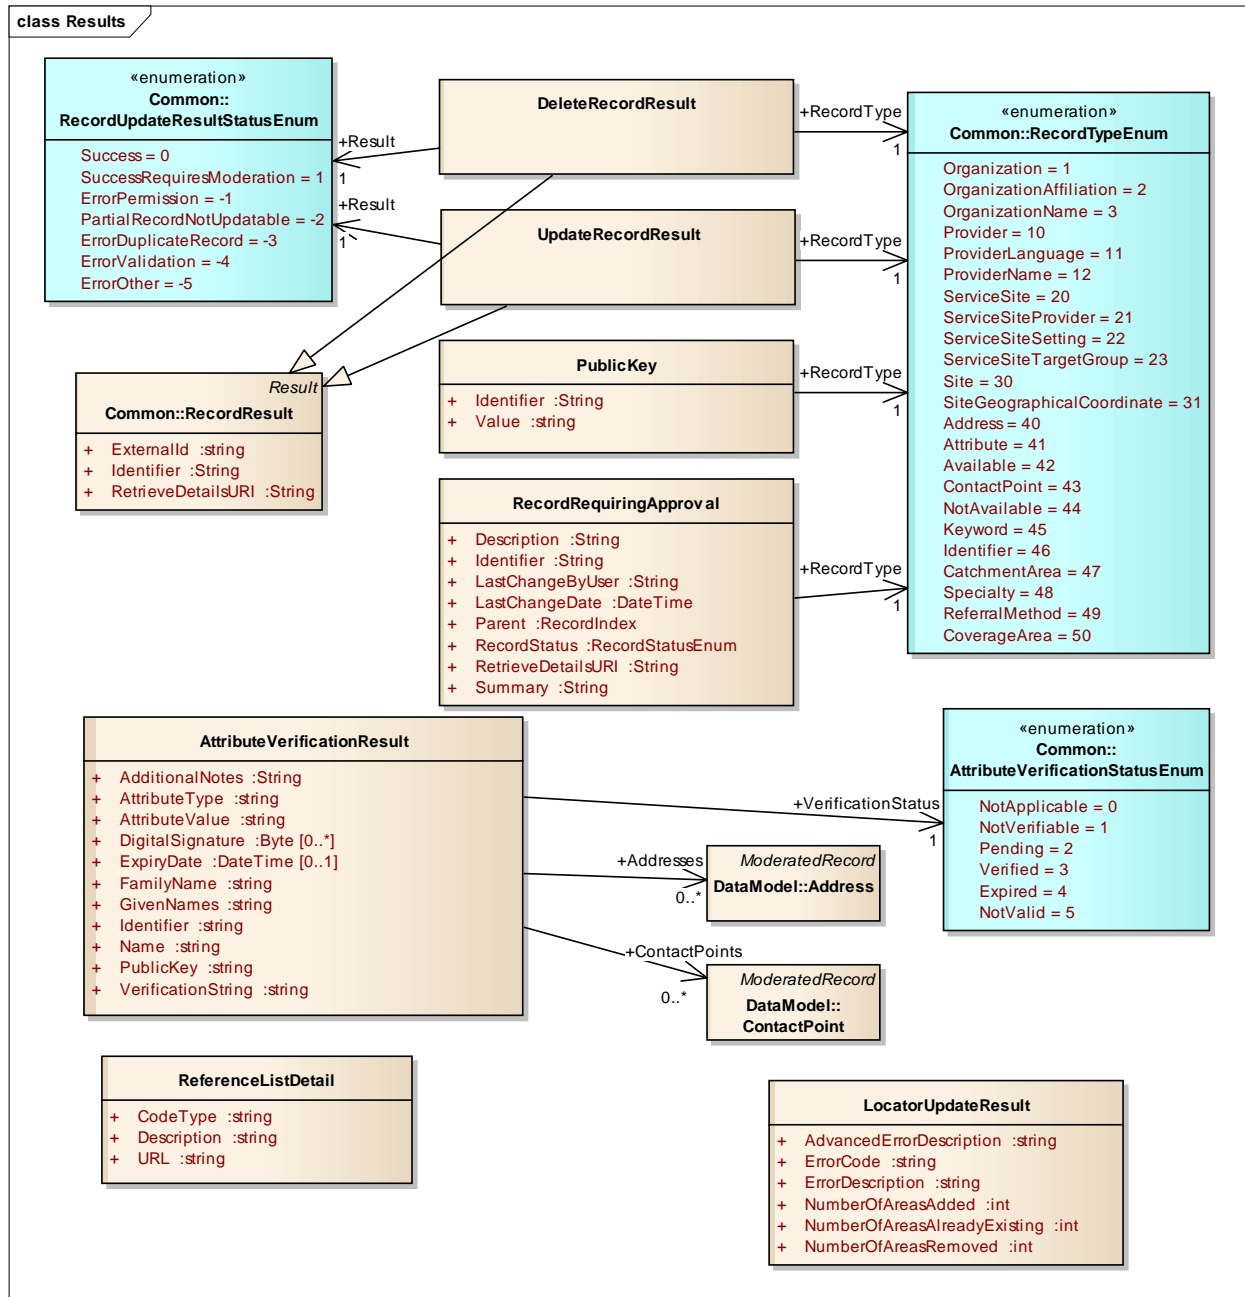 class Results
«enumeration»
Common::
RecordUpdateResultStatusEnum
Success = 0
SuccessRequiresModeration = 1
ErrorPermission = -1
PartialRecordNotUpdatable = -2
ErrorDuplicateRecord = -3
ErrorValidation = -4
ErrorOther = -5
DeleteRecordResult
+Result
1
+RecordType
1
UpdateRecordResult
+Result
1
+RecordType
1
«enumeration»
Common::RecordTypeEnum
Organization = 1
OrganizationAffiliation = 2
OrganizationName = 3
Provider = 10
ProviderLanguage = 11
ProviderName = 12
ServiceSite = 20
ServiceSiteProvider = 21
ServiceSiteSetting = 22
ServiceSiteTargetGroup = 23
Site = 30
SiteGeographicalCoordinate = 31
Address = 40
Attribute = 41
Available = 42
ContactPoint = 43
NotAvailable = 44
Keyword = 45
Identifier = 46
CatchmentArea = 47
Specialty = 48
ReferralMethod = 49
CoverageArea = 50
Result
Common::RecordResult
+ ExternalId :string
+ Identifier :String
+ RetrieveDetailsURI :String
PublicKey
+ Identifier :String
+ Value :string
+RecordType
1
RecordRequiringApproval
+ Description :String
+ Identifier :String
+ LastChangeByUser :String
+ LastChangeDate :DateTime
+ Parent :RecordIndex
+ RecordStatus :RecordStatusEnum
+ RetrieveDetailsURI :String
+ Summary :String
+RecordType
1
AttributeVerificationResult
+ AdditionalNotes :String
+ AttributeType :string
+ AttributeValue :string
+ DigitalSignature :Byte [0..*]
+ ExpiryDate :DateTime [0..1]
+ FamilyName :string
+ GivenNames :string
+ Identifier :string
+ Name :string
+ PublicKey :string
+ VerificationString :string
+VerificationStatus
1
«enumeration»
Common::
AttributeVerificationStatusEnum
NotApplicable = 0
NotVerifiable = 1
Pending = 2
Verified = 3
Expired = 4
NotValid = 5
+Addresses
0..*
ModeratedRecord
DataModel::Address
+ContactPoints
0..*
ModeratedRecord
DataModel::
ContactPoint
ReferenceListDetail
+ CodeType :string
+ Description :string
+ URL :string
LocatorUpdateResult
+ AdvancedErrorDescription :string
+ ErrorCode :string
+ ErrorDescription :string
+ NumberOfAreasAdded :int
+ NumberOfAreasAlreadyExisting :int
+ NumberOfAreasRemoved :int